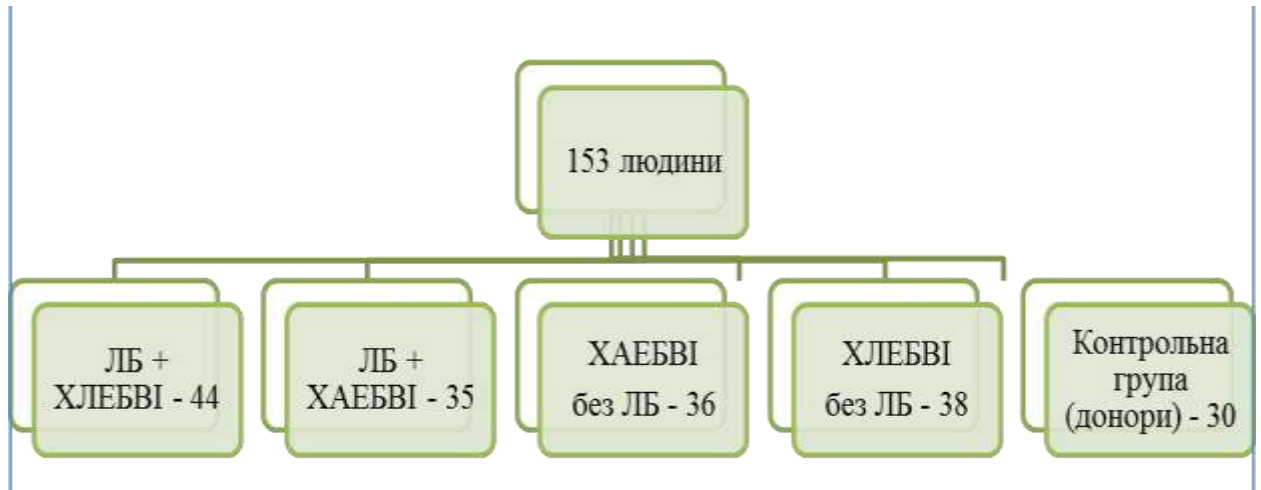 153 людини
ЛБ +
ХЛЕБВІ - 44
ЛБ +
ХАЕБВІ - 35
ХАЕБВІ
без ЛБ - 36
ХЛЕБВІ
без ЛБ - 38
Контрольна
група
(донори) - 30